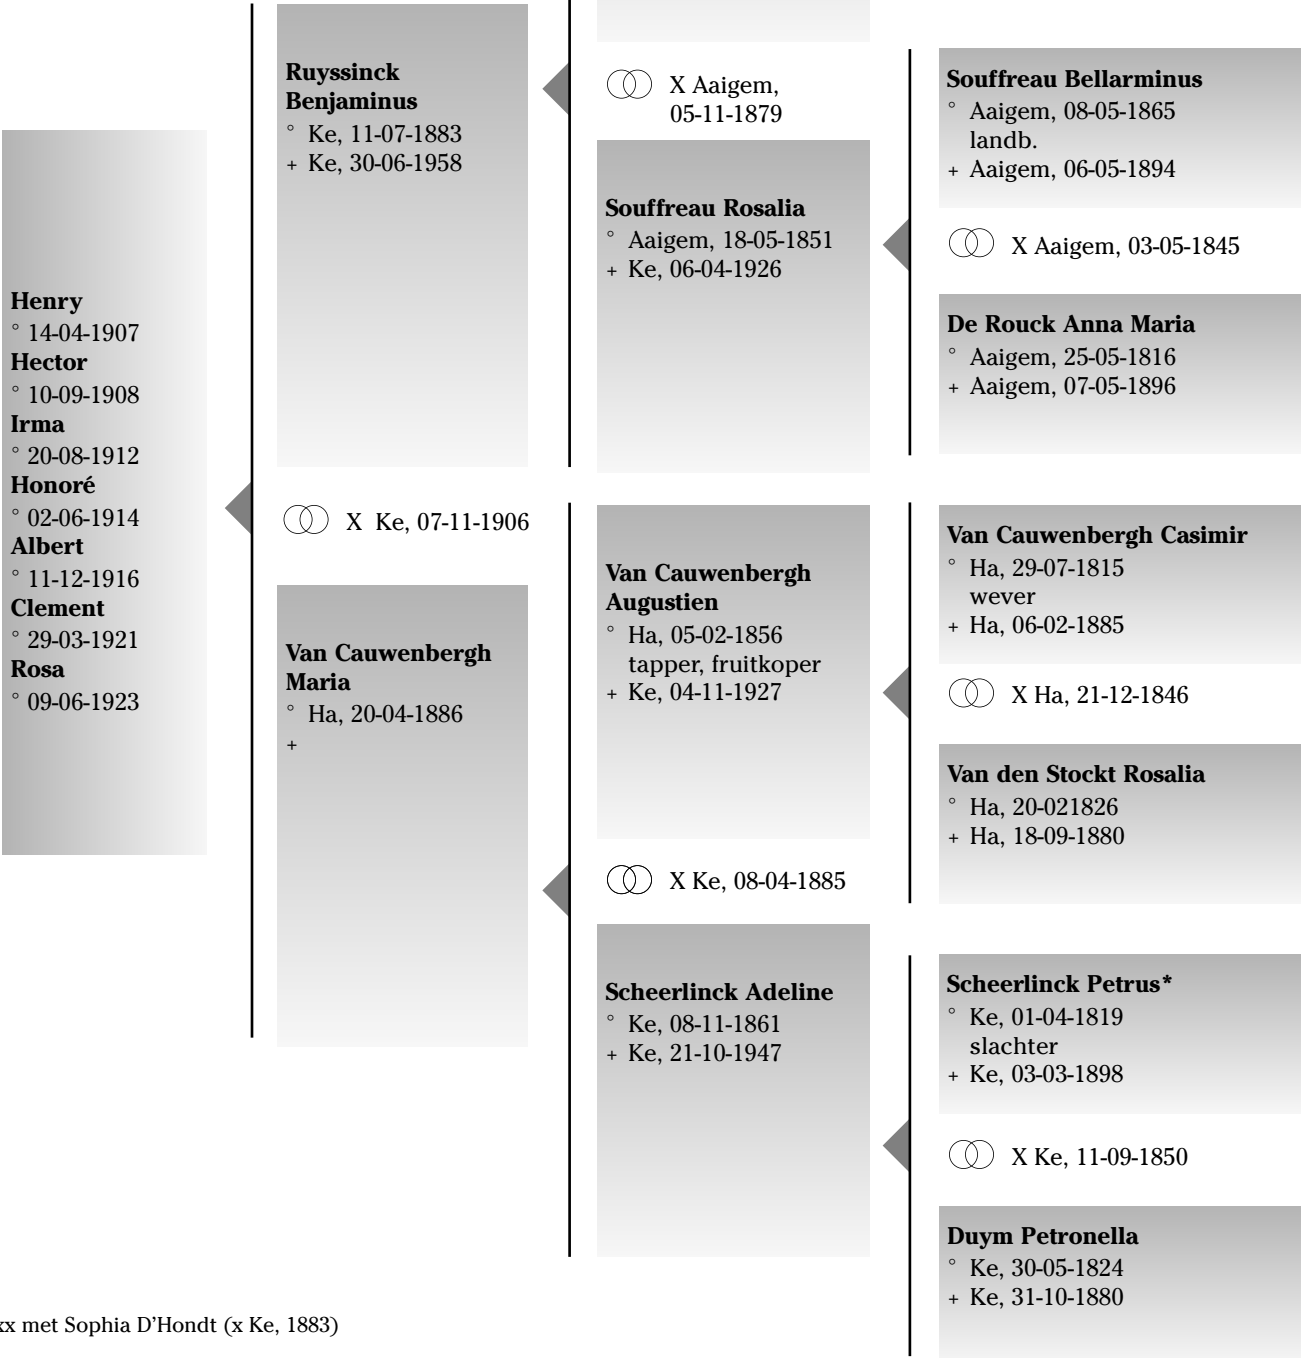 Henry
° 14-04-1907
Hector
° 10-09-1908
Irma
° 20-08-1912
Honoré
° 02-06-1914
Albert
° 11-12-1916
Clement
° 29-03-1921
Rosa
° 09-06-1923
Ruyssinck
Benjaminus
° Ke, 11-07-1883
+ Ke, 30-06-1958
X Ke, 07-11-1906
Van Cauwenbergh
Maria
° Ha, 20-04-1886
+
X Aaigem,
05-11-1879
Souffreau Rosalia
° Aaigem, 18-05-1851
+ Ke, 06-04-1926
Van Cauwenbergh
Augustien
° Ha, 05-02-1856
tapper, fruitkoper
+ Ke, 04-11-1927
X Ke, 08-04-1885
Scheerlinck Adeline
° Ke, 08-11-1861
+ Ke, 21-10-1947
Souffreau Bellarminus
° Aaigem, 08-05-1865
landb.
+ Aaigem, 06-05-1894
X Aaigem, 03-05-1845
De Rouck Anna Maria
° Aaigem, 25-05-1816
+ Aaigem, 07-05-1896
Van Cauwenbergh Casimir
° Ha, 29-07-1815
wever
+ Ha, 06-02-1885
X Ha, 21-12-1846
Van den Stockt Rosalia
° Ha, 20-021826
+ Ha, 18-09-1880
Scheerlinck Petrus*
° Ke, 01-04-1819
slachter
+ Ke, 03-03-1898
X Ke, 11-09-1850
Duym Petronella
° Ke, 30-05-1824
+ Ke, 31-10-1880
xx met Sophia D'Hondt (x Ke, 1883)